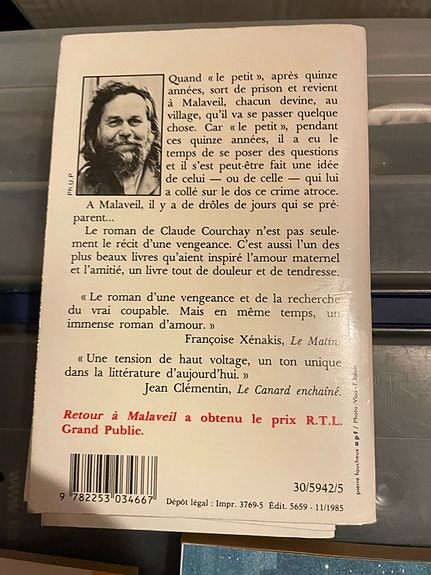 Quand « le petit », après quinze
années, sort de prison et revient
à Malaveil, chacun devine, au
village, qu'il va se passer quelque
chose. Car « le petit », pendant
ces quinze années, il a eu le
temps de se poser des questions
et il s'est peut-être fait une idée
de celui — ou de celle — qui lui
a collé sur le dos ce crime atroce.
Ph.U.P.
A Malaveil, il y a de drôles de jours qui se pré-
parent...
Le roman de Claude Courchay n'est pas seule-
ment le récit d'une vengeance. C'est aussi l'un des
plus beaux livres qu'aient inspiré l'amour maternel
et l'amitié, un livre tout de douleur et de tendresse.
« Le roman d'une vengeance et de la recherche
du vrai coupable. Mais en même temps, un
immense roman d'amour. »
Françoise Xénakis, Le Matin.
« Une tension de haut voltage, un ton unique
dans la littérature d'aujourd'hui. »
Jean Clémentin, Le Canard enchaîné.
Retour à Malaveil a obtenu le prix R.T.L.
Grand Public.
pierre faucheux apf / Photo
9 782253 034667
30/5942/5
Dépôt légal : Impr. 3769-5 Édit. 5659 - 11/1985